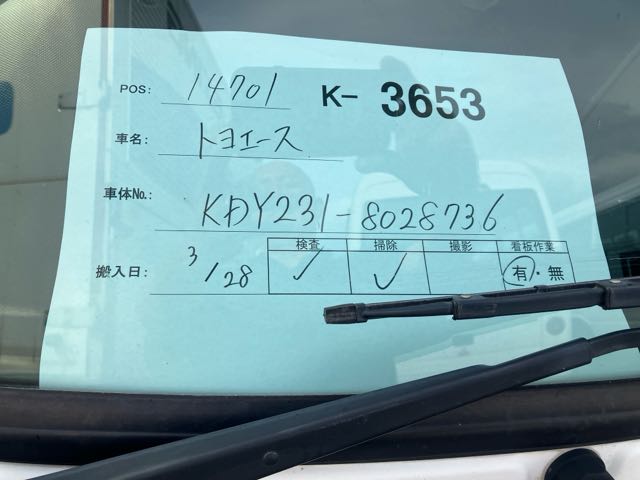 POS: 14701 K- 3653
車名: トヨエース
車体No.: KDY231-8028736
検査 掃除 撮影 看板作業
搬入日: 3/28 ✓ ✓ 有・無